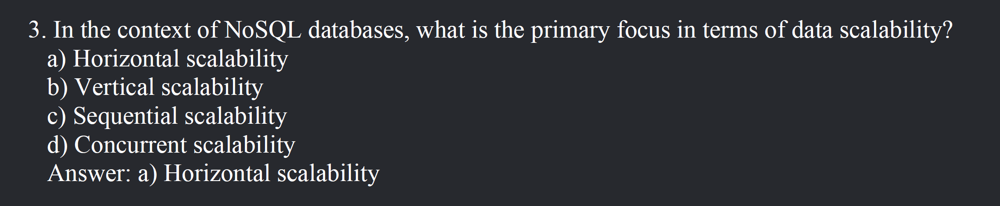 3. In the context of NoSQL databases, what is the primary focus in terms of data scalability?
a) Horizontal scalability
b) Vertical scalability
c) Sequential scalability
d) Concurrent scalability
Answer: a) Horizontal scalability